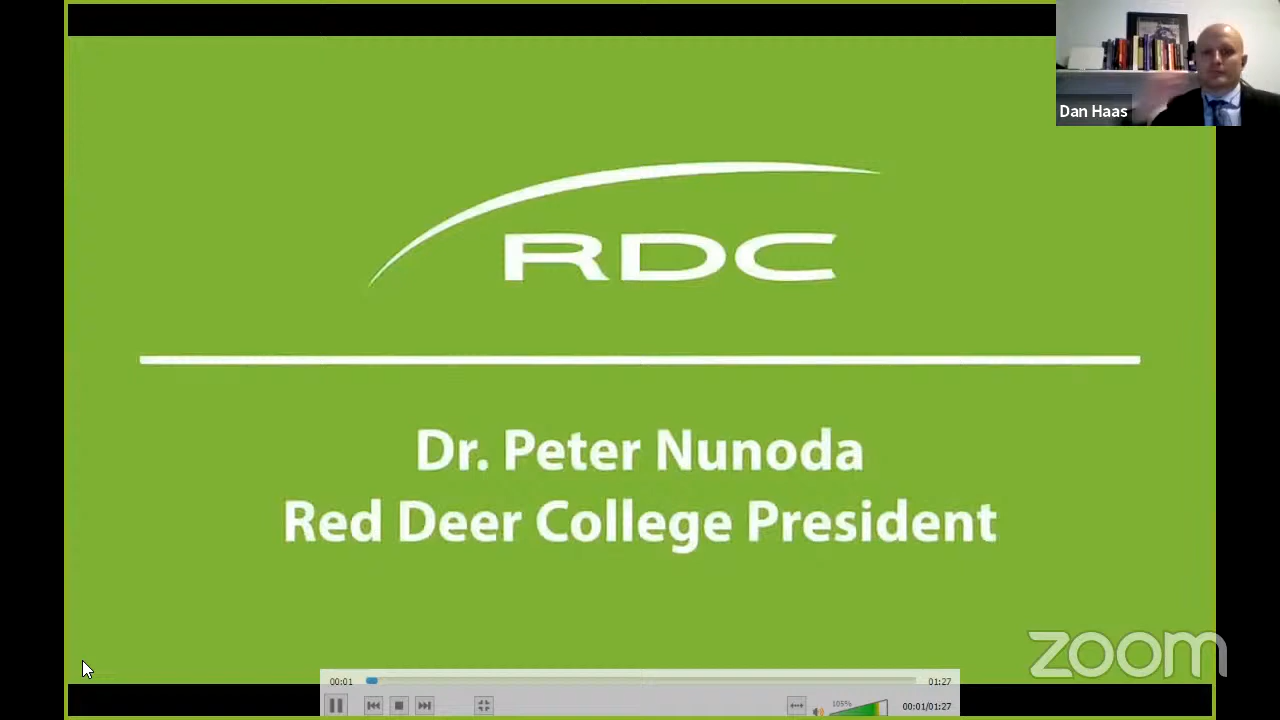 Dan Haas
RDC
Dr. Peter Nunoda
Red Deer College President
zoom
00:01
01:27
105%
00:01/01:27